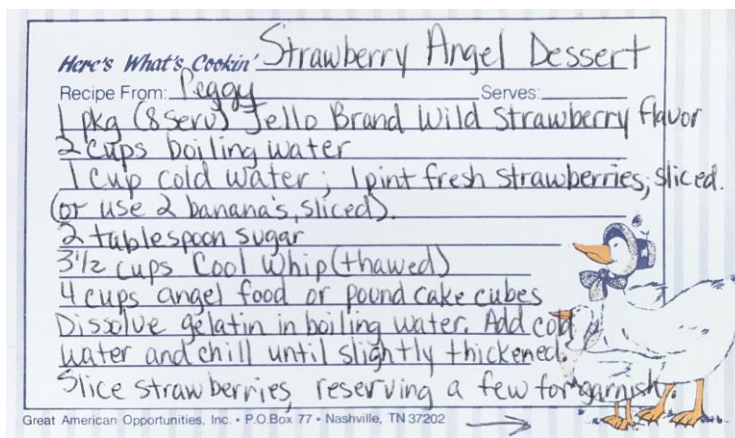 Here's What's Cookin' Strawberry Angel Dessert
Recipe From: Peggy Serves:
1 pkg (8 serv) Jello Brand Wild Strawberry flavor
2 cups boiling water
1 cup cold water; 1 pint fresh strawberries, sliced.
(or use 2 banana's, sliced).
2 tablespoon sugar
3 1/2 cups Cool Whip (thawed)
4 cups angel food or pound cake cubes
Dissolve gelatin in boiling water. Add cold
water and chill until slightly thickened.
Slice strawberries, reserving a few for garnish.
Great American Opportunities, Inc. • P.O.Box 77 • Nashville, TN 37202